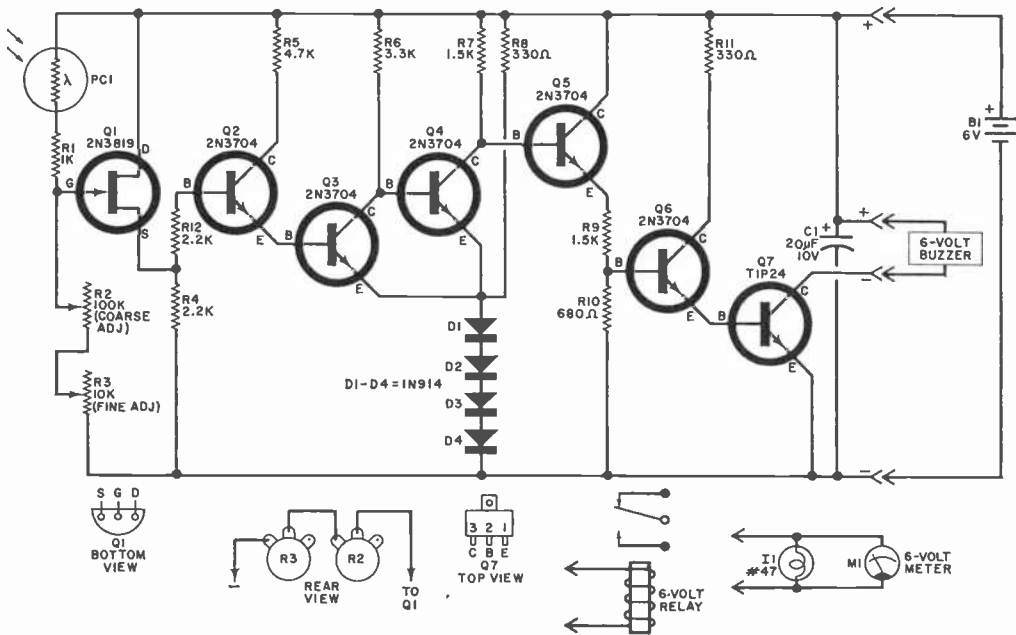 R5
4.7K
R6
3.3K
R7
1.5K
R8
330Ω
R11
330Ω
+
+
B1
6V
λ
PC1
Q5
2N3704
R1
1K
Q1
2N3819
Q2
2N3704
Q4
2N3704
Q3
2N3704
D
G
S
B
C
E
B
C
E
B
C
E
B
C
E
R12
2.2K
R4
2.2K
R9
1.5K
R10
680Ω
Q6
2N3704
B
C
E
Q7
TIP24
B
C
E
+
C1
20µF
10V
+
6-VOLT
BUZZER
–
R2
100K
(COARSE
ADJ)
R3
10K
(FINE ADJ)
D1
D2
D3
D4
D1-D4=1N914
–
S G D
Q1
BOTTOM
VIEW
–
R3
R2
REAR
VIEW
TO
Q1
3 2 1
C B E
Q7
TOP VIEW
6-VOLT
RELAY
I1
#47
M1
6-VOLT
METER